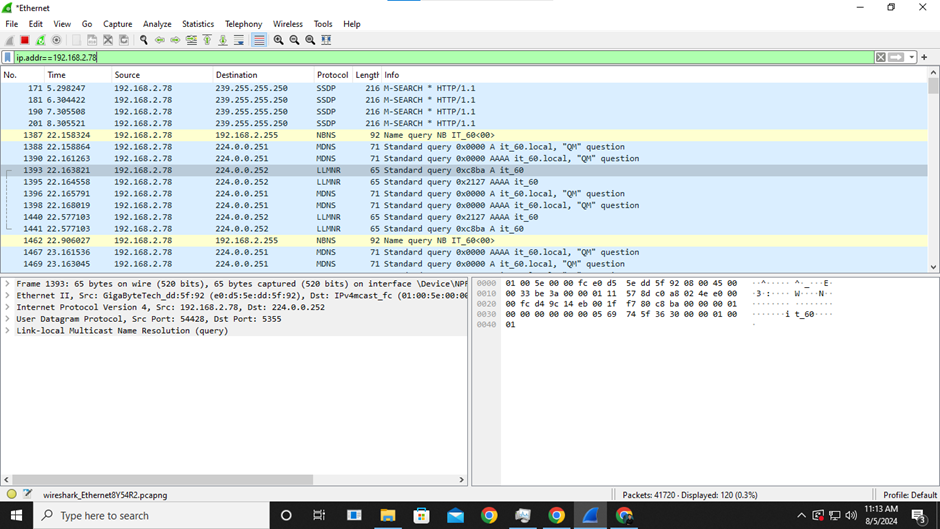 *Ethernet
File Edit View Go Capture Analyze Statistics Telephony Wireless Tools Help
ip.addr==192.168.2.78
No. Time Source Destination Protocol Length Info
171 5.298247 192.168.2.78 239.255.255.250 SSDP 216 M-SEARCH * HTTP/1.1
181 6.304422 192.168.2.78 239.255.255.250 SSDP 216 M-SEARCH * HTTP/1.1
190 7.305508 192.168.2.78 239.255.255.250 SSDP 216 M-SEARCH * HTTP/1.1
201 8.305521 192.168.2.78 239.255.255.250 SSDP 216 M-SEARCH * HTTP/1.1
1387 22.158324 192.168.2.78 192.168.2.255 NBNS 92 Name query NB IT_60<00>
1388 22.158864 192.168.2.78 224.0.0.251 MDNS 71 Standard query 0x0000 A it_60.local, "QM" question
1390 22.161263 192.168.2.78 224.0.0.251 MDNS 71 Standard query 0x0000 AAAA it_60.local, "QM" question
1393 22.163821 192.168.2.78 224.0.0.252 LLMNR 65 Standard query 0xc8ba A it_60
1395 22.164558 192.168.2.78 224.0.0.252 LLMNR 65 Standard query 0x2127 AAAA it_60
1396 22.165791 192.168.2.78 224.0.0.251 MDNS 71 Standard query 0x0000 A it_60.local, "QM" question
1398 22.168019 192.168.2.78 224.0.0.251 MDNS 71 Standard query 0x0000 AAAA it_60.local, "QM" question
1440 22.577103 192.168.2.78 224.0.0.252 LLMNR 65 Standard query 0x2127 AAAA it_60
1441 22.577103 192.168.2.78 224.0.0.252 LLMNR 65 Standard query 0xc8ba A it_60
1462 22.906027 192.168.2.78 192.168.2.255 NBNS 92 Name query NB IT_60<00>
1467 23.161536 192.168.2.78 224.0.0.251 MDNS 71 Standard query 0x0000 A it_60.local, "QM" question
1469 23.163045 192.168.2.78 224.0.0.251 MDNS 71 Standard query 0x0000 AAAA it_60.local, "QM" question
Frame 1393: 65 bytes on wire (520 bits), 65 bytes captured (520 bits) on interface \Device\NPF
Ethernet II, Src: GigaByteTech_dd:5f:92 (e0:d5:5e:dd:5f:92), Dst: IPv4mcast_fc (01:00:5e:00:00
Internet Protocol Version 4, Src: 192.168.2.78, Dst: 224.0.0.252
User Datagram Protocol, Src Port: 54428, Dst Port: 5355
Link-local Multicast Name Resolution (query)
0000 01 00 5e 00 00 fc e0 d5 5e dd 5f 92 08 00 45 00 ··^····· ^·_···E·
0010 00 33 be 3a 00 00 01 11 57 8d c0 a8 02 4e e0 00 ·3·:···· W····N··
0020 00 fc d4 9c 14 eb 00 1f f7 80 c8 ba 00 00 00 01 ········ ········
0030 00 00 00 00 00 00 05 69 74 5f 36 30 00 00 01 00 ·······i t_60····
0040 01 ·
wireshark_Ethernet8Y54R2.pcapng
Packets: 41720 · Displayed: 120 (0.3%)
Profile: Default
Type here to search
11:13 AM
8/5/2024
3